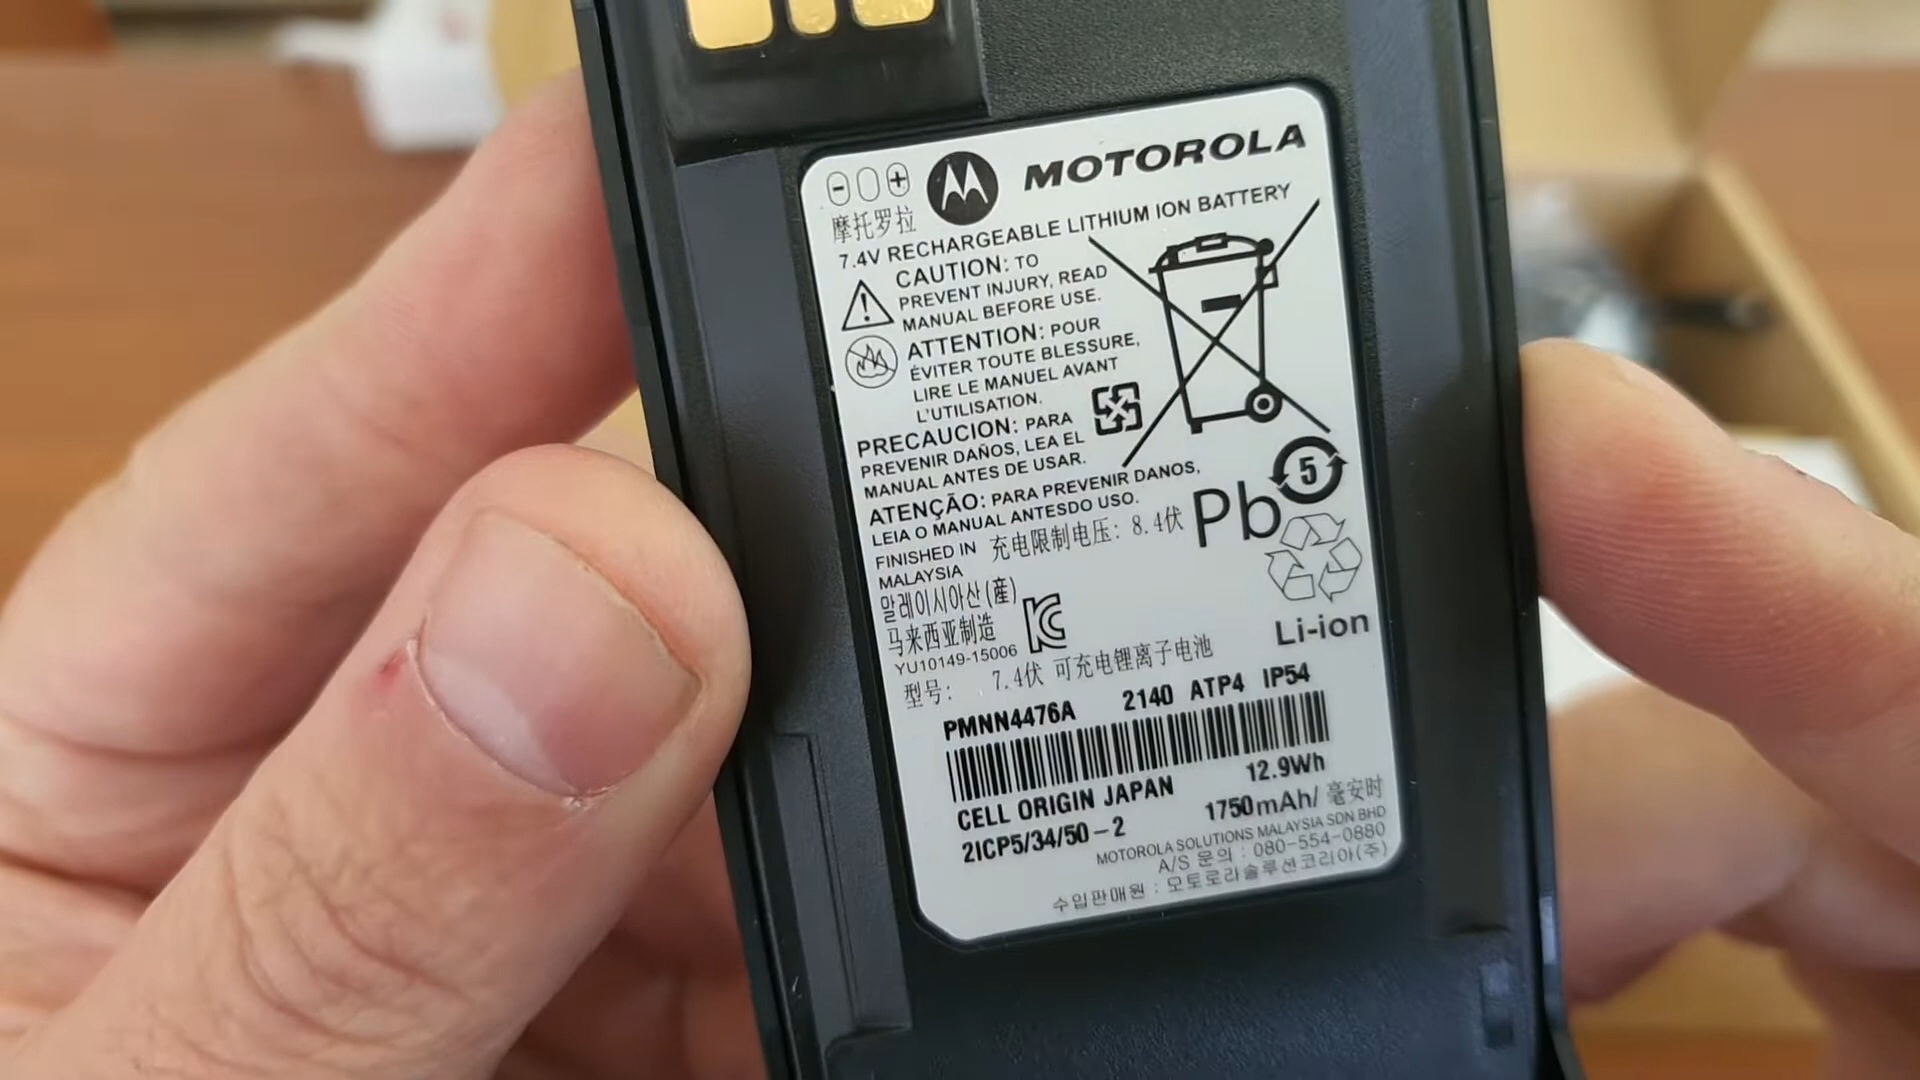 MOTOROLA
摩托罗拉
7.4V RECHARGEABLE LITHIUM ION BATTERY
CAUTION: TO
PREVENT INJURY, READ
MANUAL BEFORE USE.
ATTENTION: POUR
ÉVITER TOUTE BLESSURE,
LIRE LE MANUEL AVANT
L'UTILISATION.
PRECAUCION: PARA
PREVENIR DAÑOS, LEA EL
MANUAL ANTES DE USAR.
ATENÇÃO: PARA PREVENIR DANOS,
LEIA O MANUAL ANTESDO USO.
5
Pb
FINISHED IN
MALAYSIA
充电限制电压: 8.4伏
말레이시아산(産)
马来西亚制造
YU10149-15006
Li-ion
型号: 7.4伏 可充电锂离子电池
PMNN4476A 2140 ATP4 IP54
CELL ORIGIN JAPAN 12.9Wh
2ICP5/34/50-2 1750mAh/ 毫安时
MOTOROLA SOLUTIONS MALAYSIA SDN BHD
A/S 문의 : 080-554-0880
수입판매원 : 모토로라솔루션코리아(주)